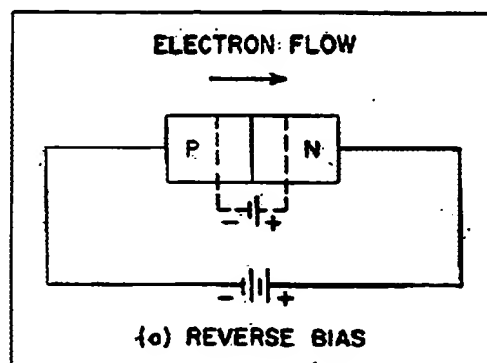 ELECTRON FLOW
P N
- +
- +
(a) REVERSE BIAS